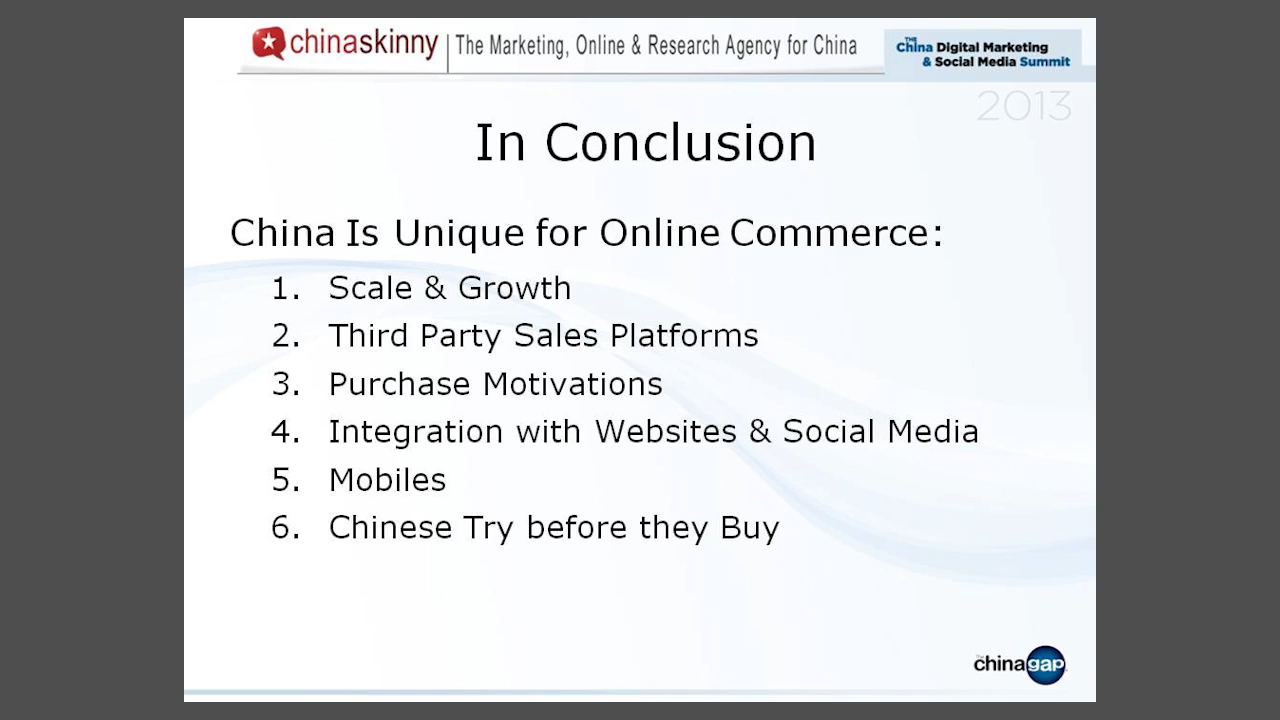 chinaskinny The Marketing, Online & Research Agency for China
THE China Digital Marketing
& Social Media Summit
2013
In Conclusion
China Is Unique for Online Commerce:
1. Scale & Growth
2. Third Party Sales Platforms
3. Purchase Motivations
4. Integration with Websites & Social Media
5. Mobiles
6. Chinese Try before they Buy
The chinagap